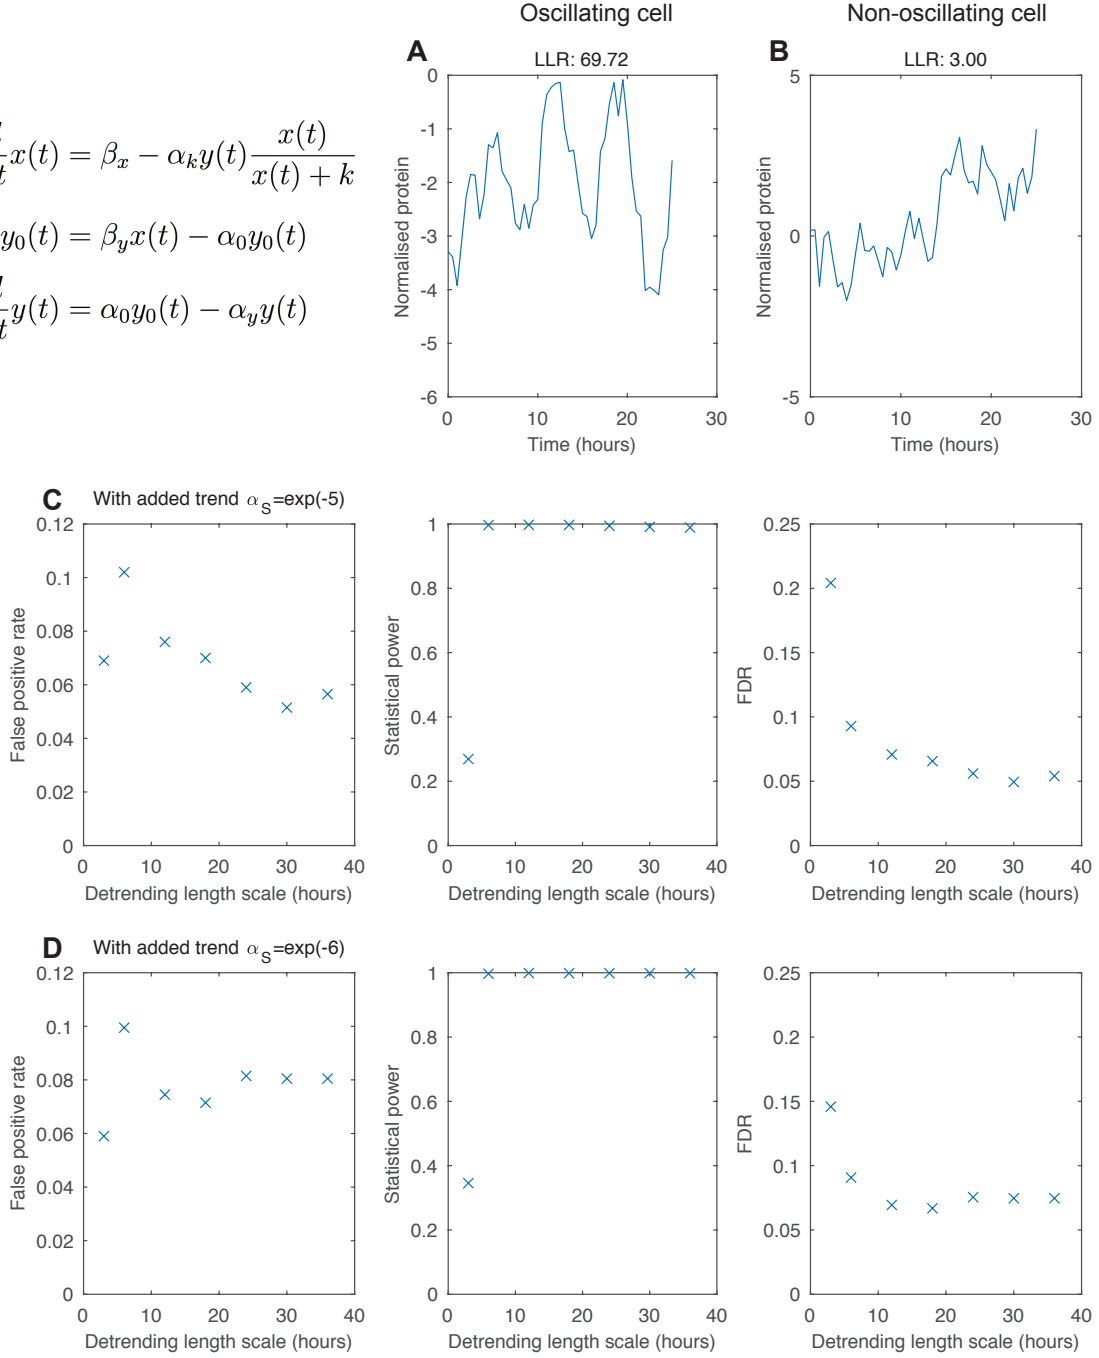 Oscillating cell
Non-oscillating cell
A
LLR: 69.72
B
LLR: 3.00
x(t) = β_x − α_k y(t) x(t) / (x(t) + k)
y_0(t) = β_y x(t) − α_0 y_0(t)
y(t) = α_0 y_0(t) − α_y y(t)
Normalised protein
0
-1
-2
-3
-4
-5
-6
0 10 20 30
Time (hours)
Normalised protein
5
0
-5
0 10 20 30
Time (hours)
C
With added trend α_S=exp(-5)
False positive rate
0.12
0.1
0.08
0.06
0.04
0.02
0
0 10 20 30 40
Detrending length scale (hours)
Statistical power
1
0.8
0.6
0.4
0.2
0
0 10 20 30 40
Detrending length scale (hours)
FDR
0.25
0.2
0.15
0.1
0.05
0
0 10 20 30 40
Detrending length scale (hours)
D
With added trend α_S=exp(-6)
False positive rate
0.12
0.1
0.08
0.06
0.04
0.02
0
0 10 20 30 40
Detrending length scale (hours)
Statistical power
1
0.8
0.6
0.4
0.2
0
0 10 20 30 40
Detrending length scale (hours)
FDR
0.25
0.2
0.15
0.1
0.05
0
0 10 20 30 40
Detrending length scale (hours)